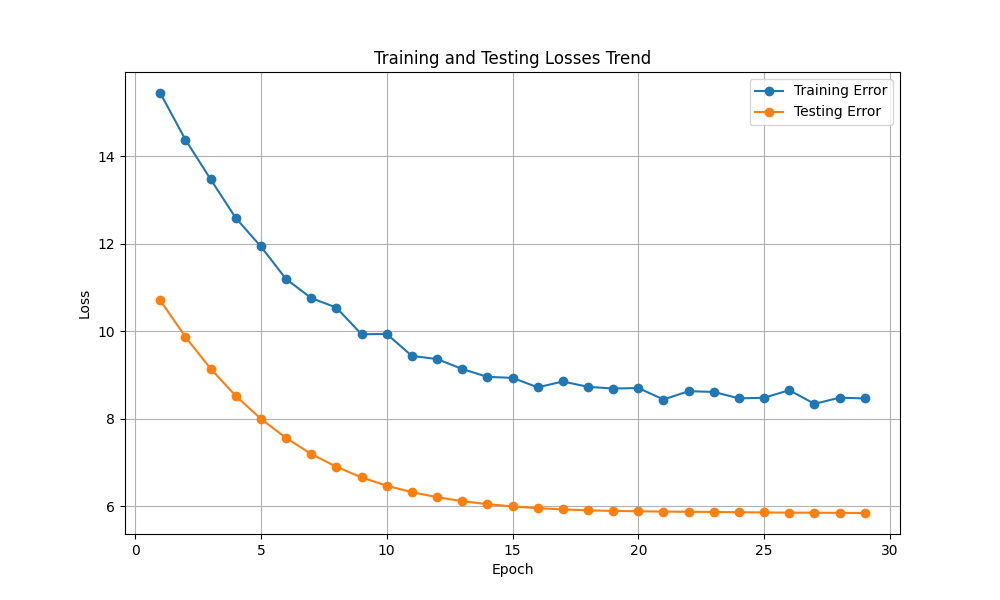 Training and Testing Losses Trend
Training Error
Testing Error
Loss
14
12
10
8
6
0 5 10 15 20 25 30
Epoch